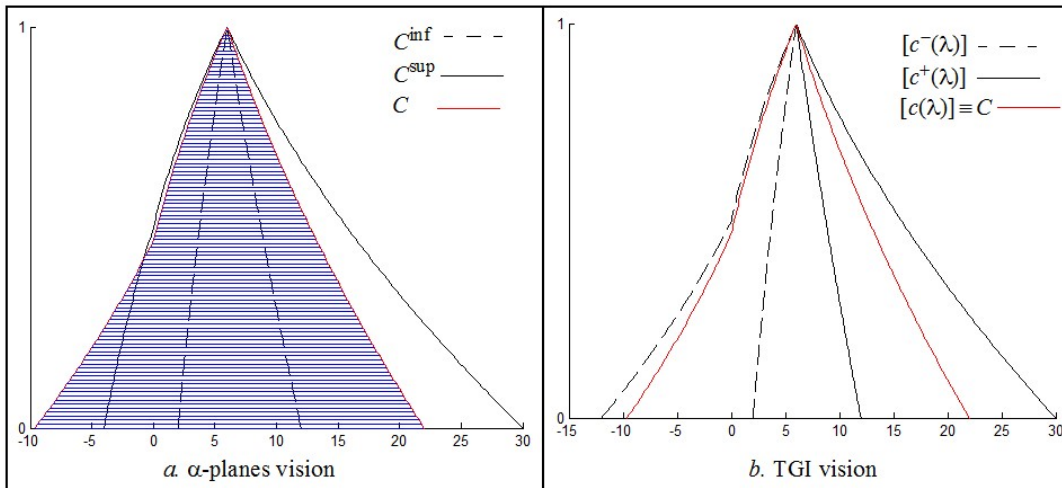 1
C^inf
C^sup
C
0
-10 -5 0 5 10 15 20 25 30
a. α-planes vision
1
[c⁻(λ)]
[c⁺(λ)]
[c(λ)]≡C
0
-15 -10 -5 0 5 10 15 20 25 30
b. TGI vision